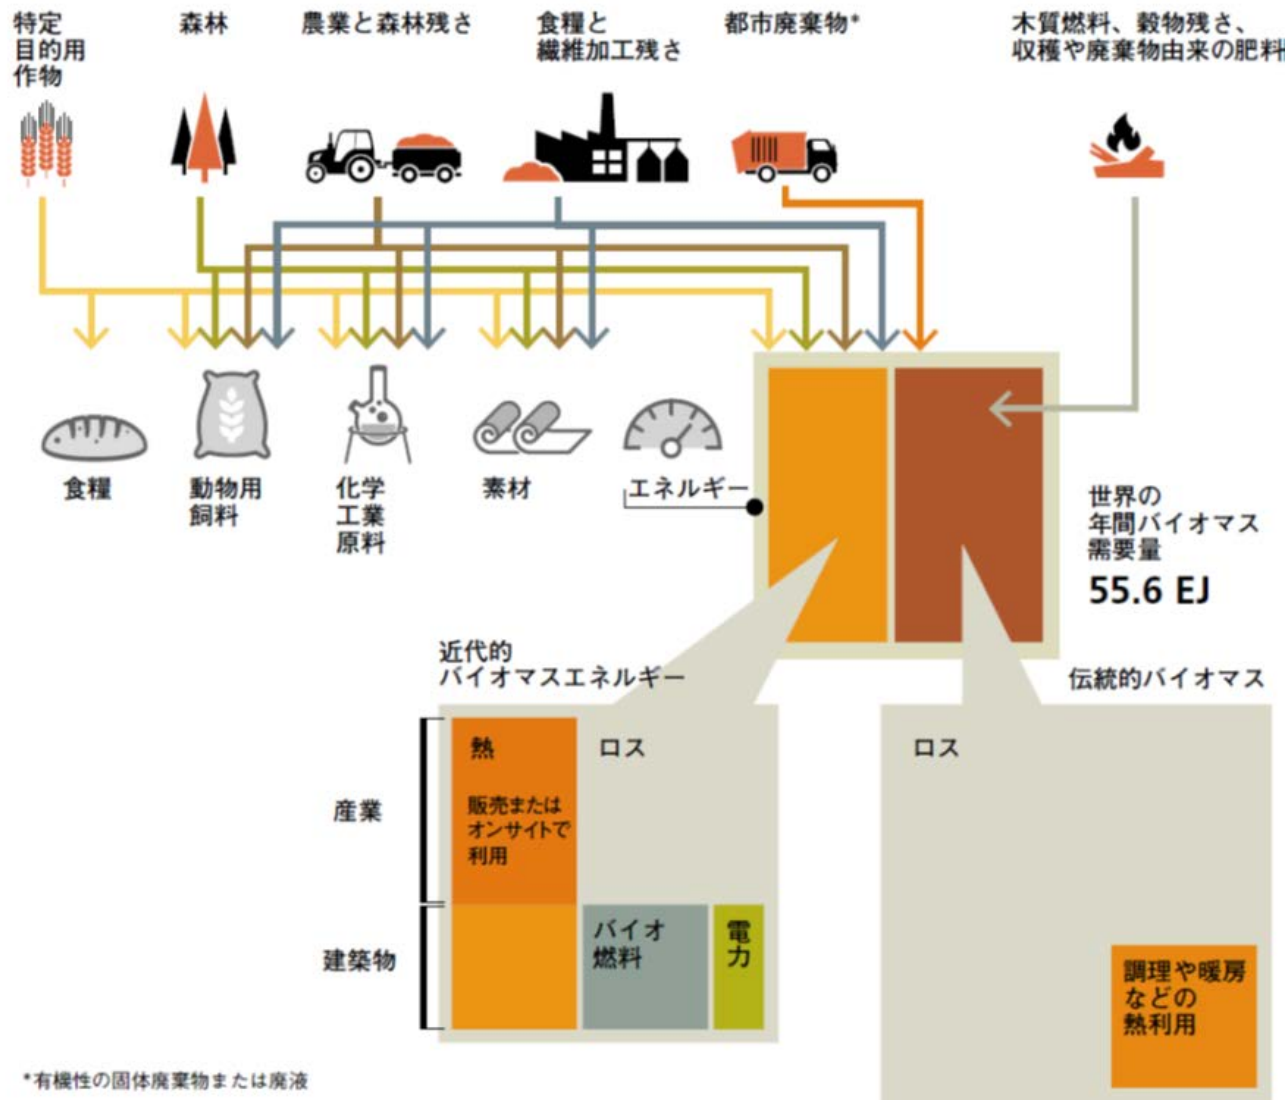 特定
目的用
作物
森林
農業と森林残さ
食糧と
繊維加工残さ
都市廃棄物*
木質燃料、穀物残さ、
収穫や廃棄物由来の肥料
食糧
動物用
飼料
化学
工業
原料
素材
エネルギー
世界の
年間バイオマス
需要量
55.6 EJ
近代的
バイオマスエネルギー
伝統的バイオマス
産業
熱
販売または
オンサイトで
利用
ロス
建築物
バイオ
燃料
電
力
ロス
調理や暖房
などの
熱利用
*有機性の固体廃棄物または廃液